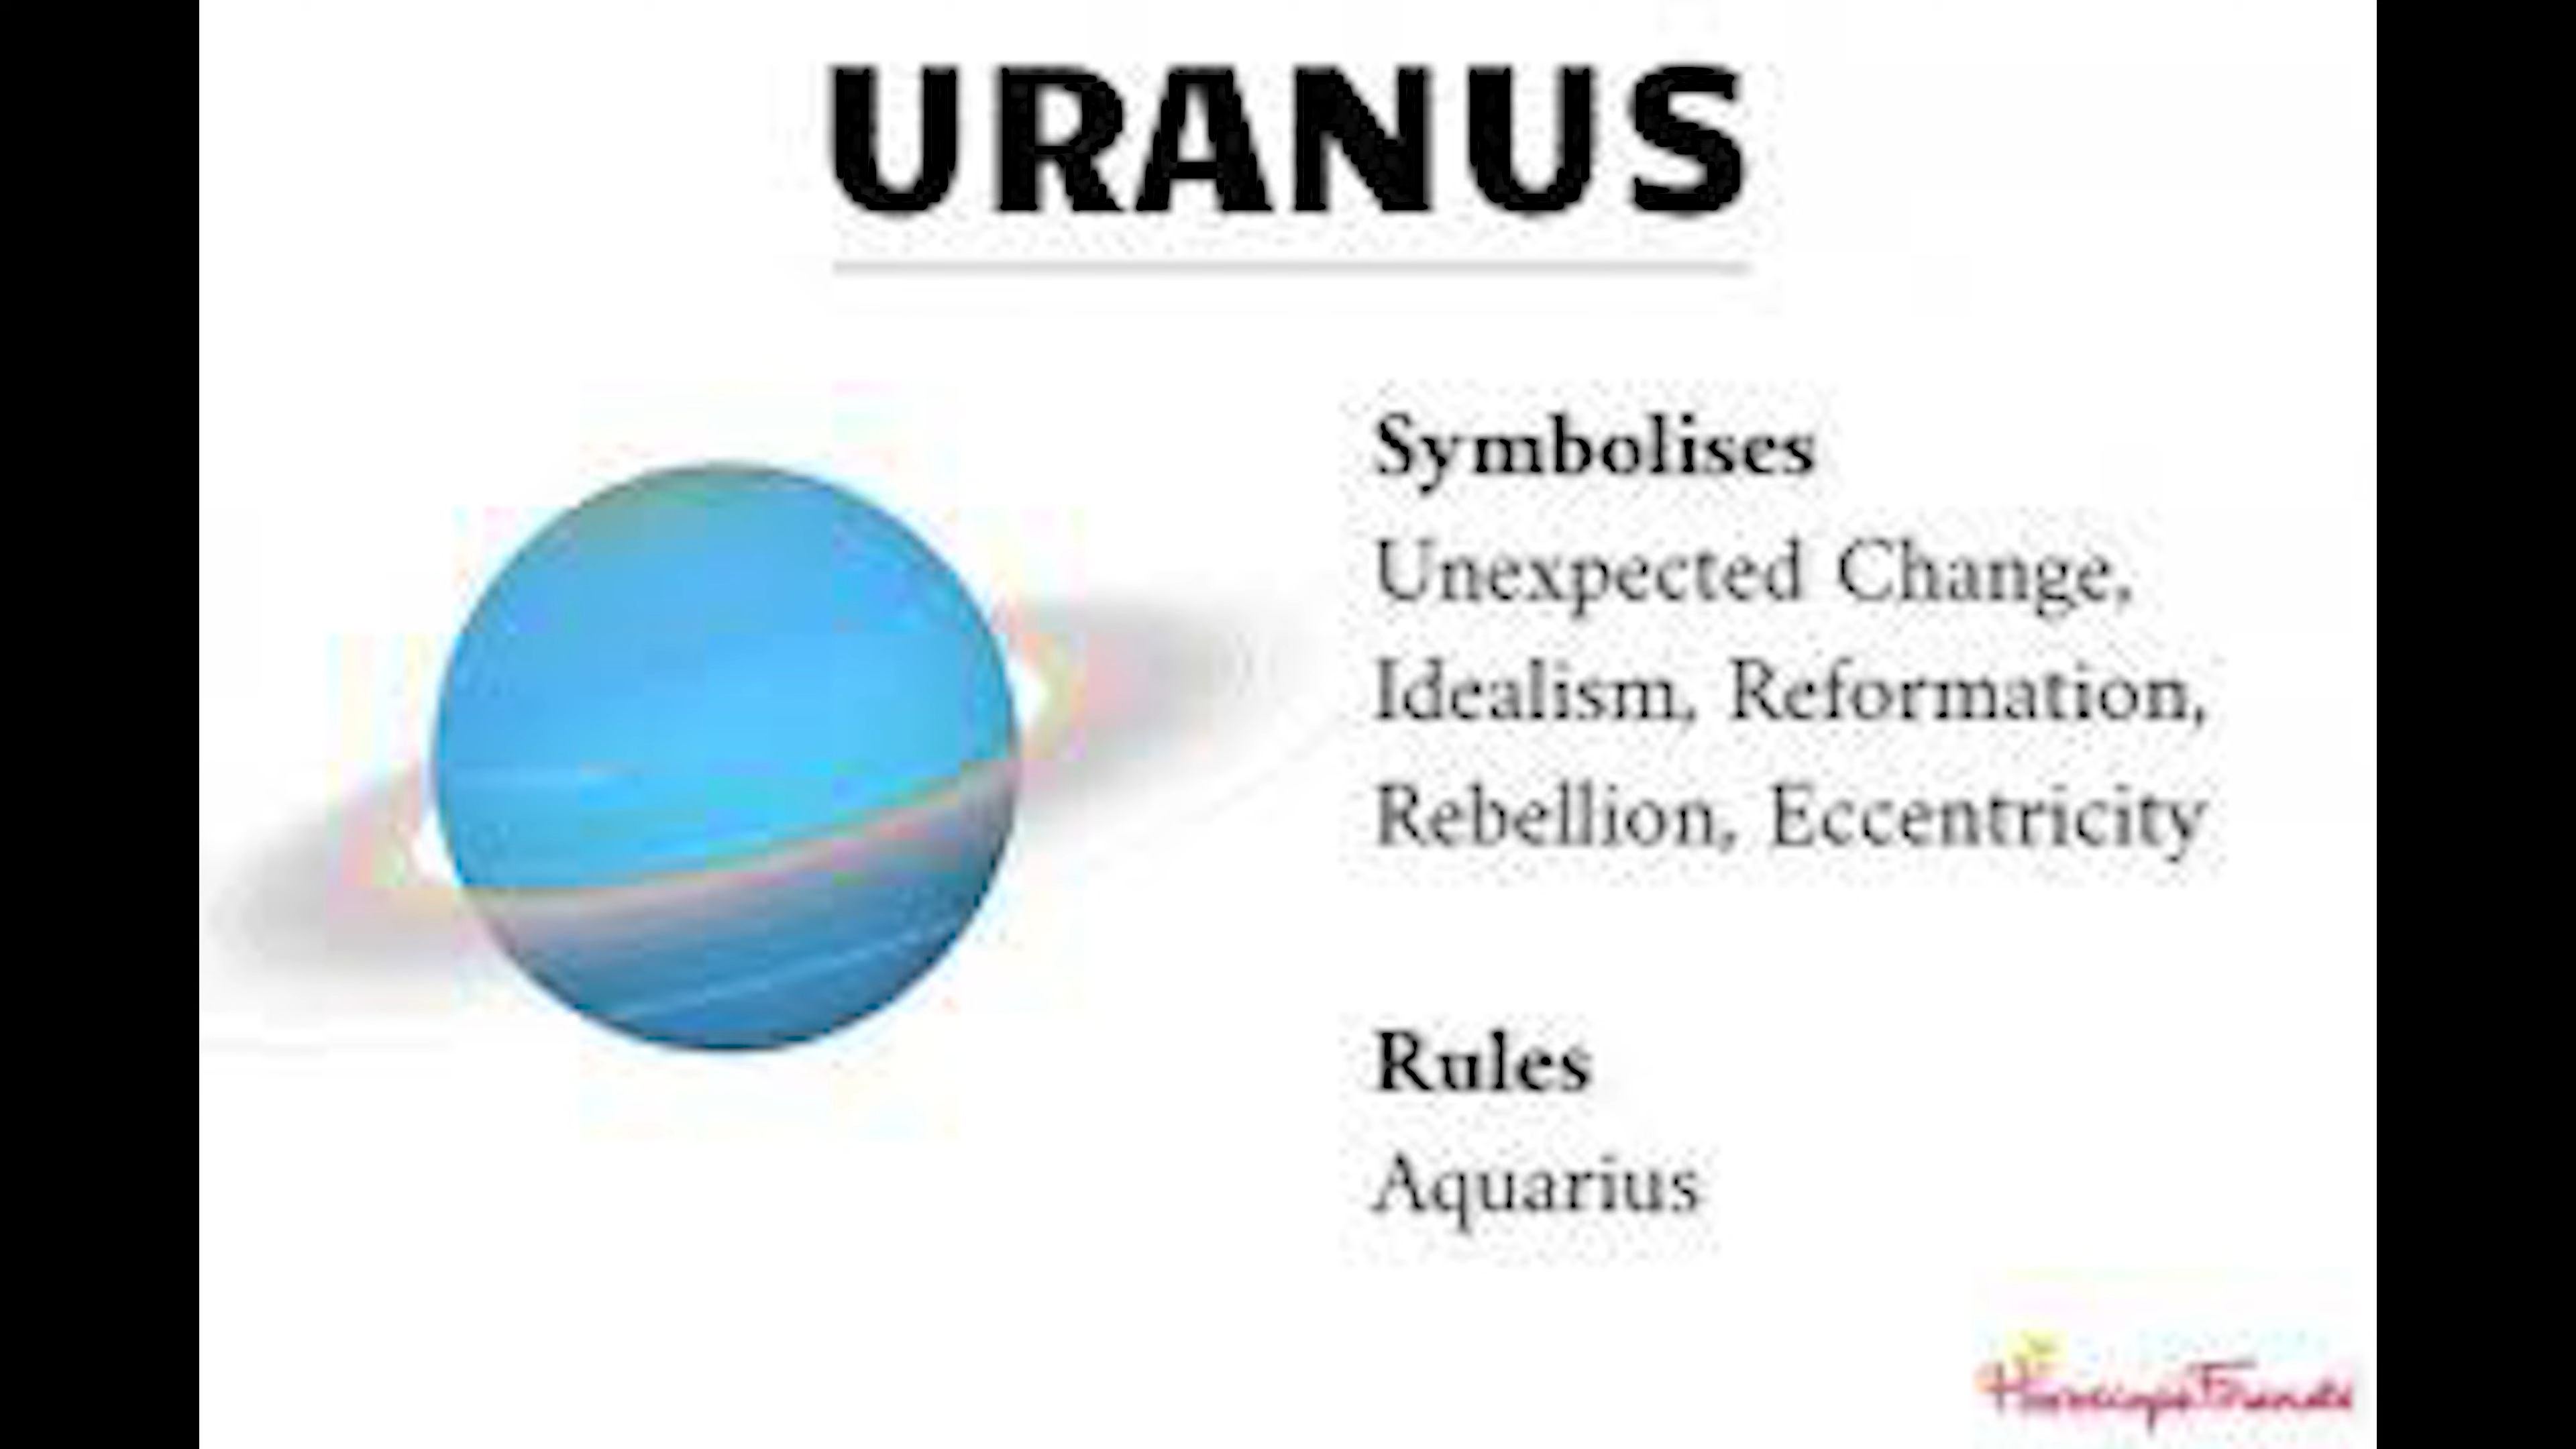 URANUS
Symbolises
Unexpected Change,
Idealism, Reformation,
Rebellion, Eccentricity
Rules
Aquarius